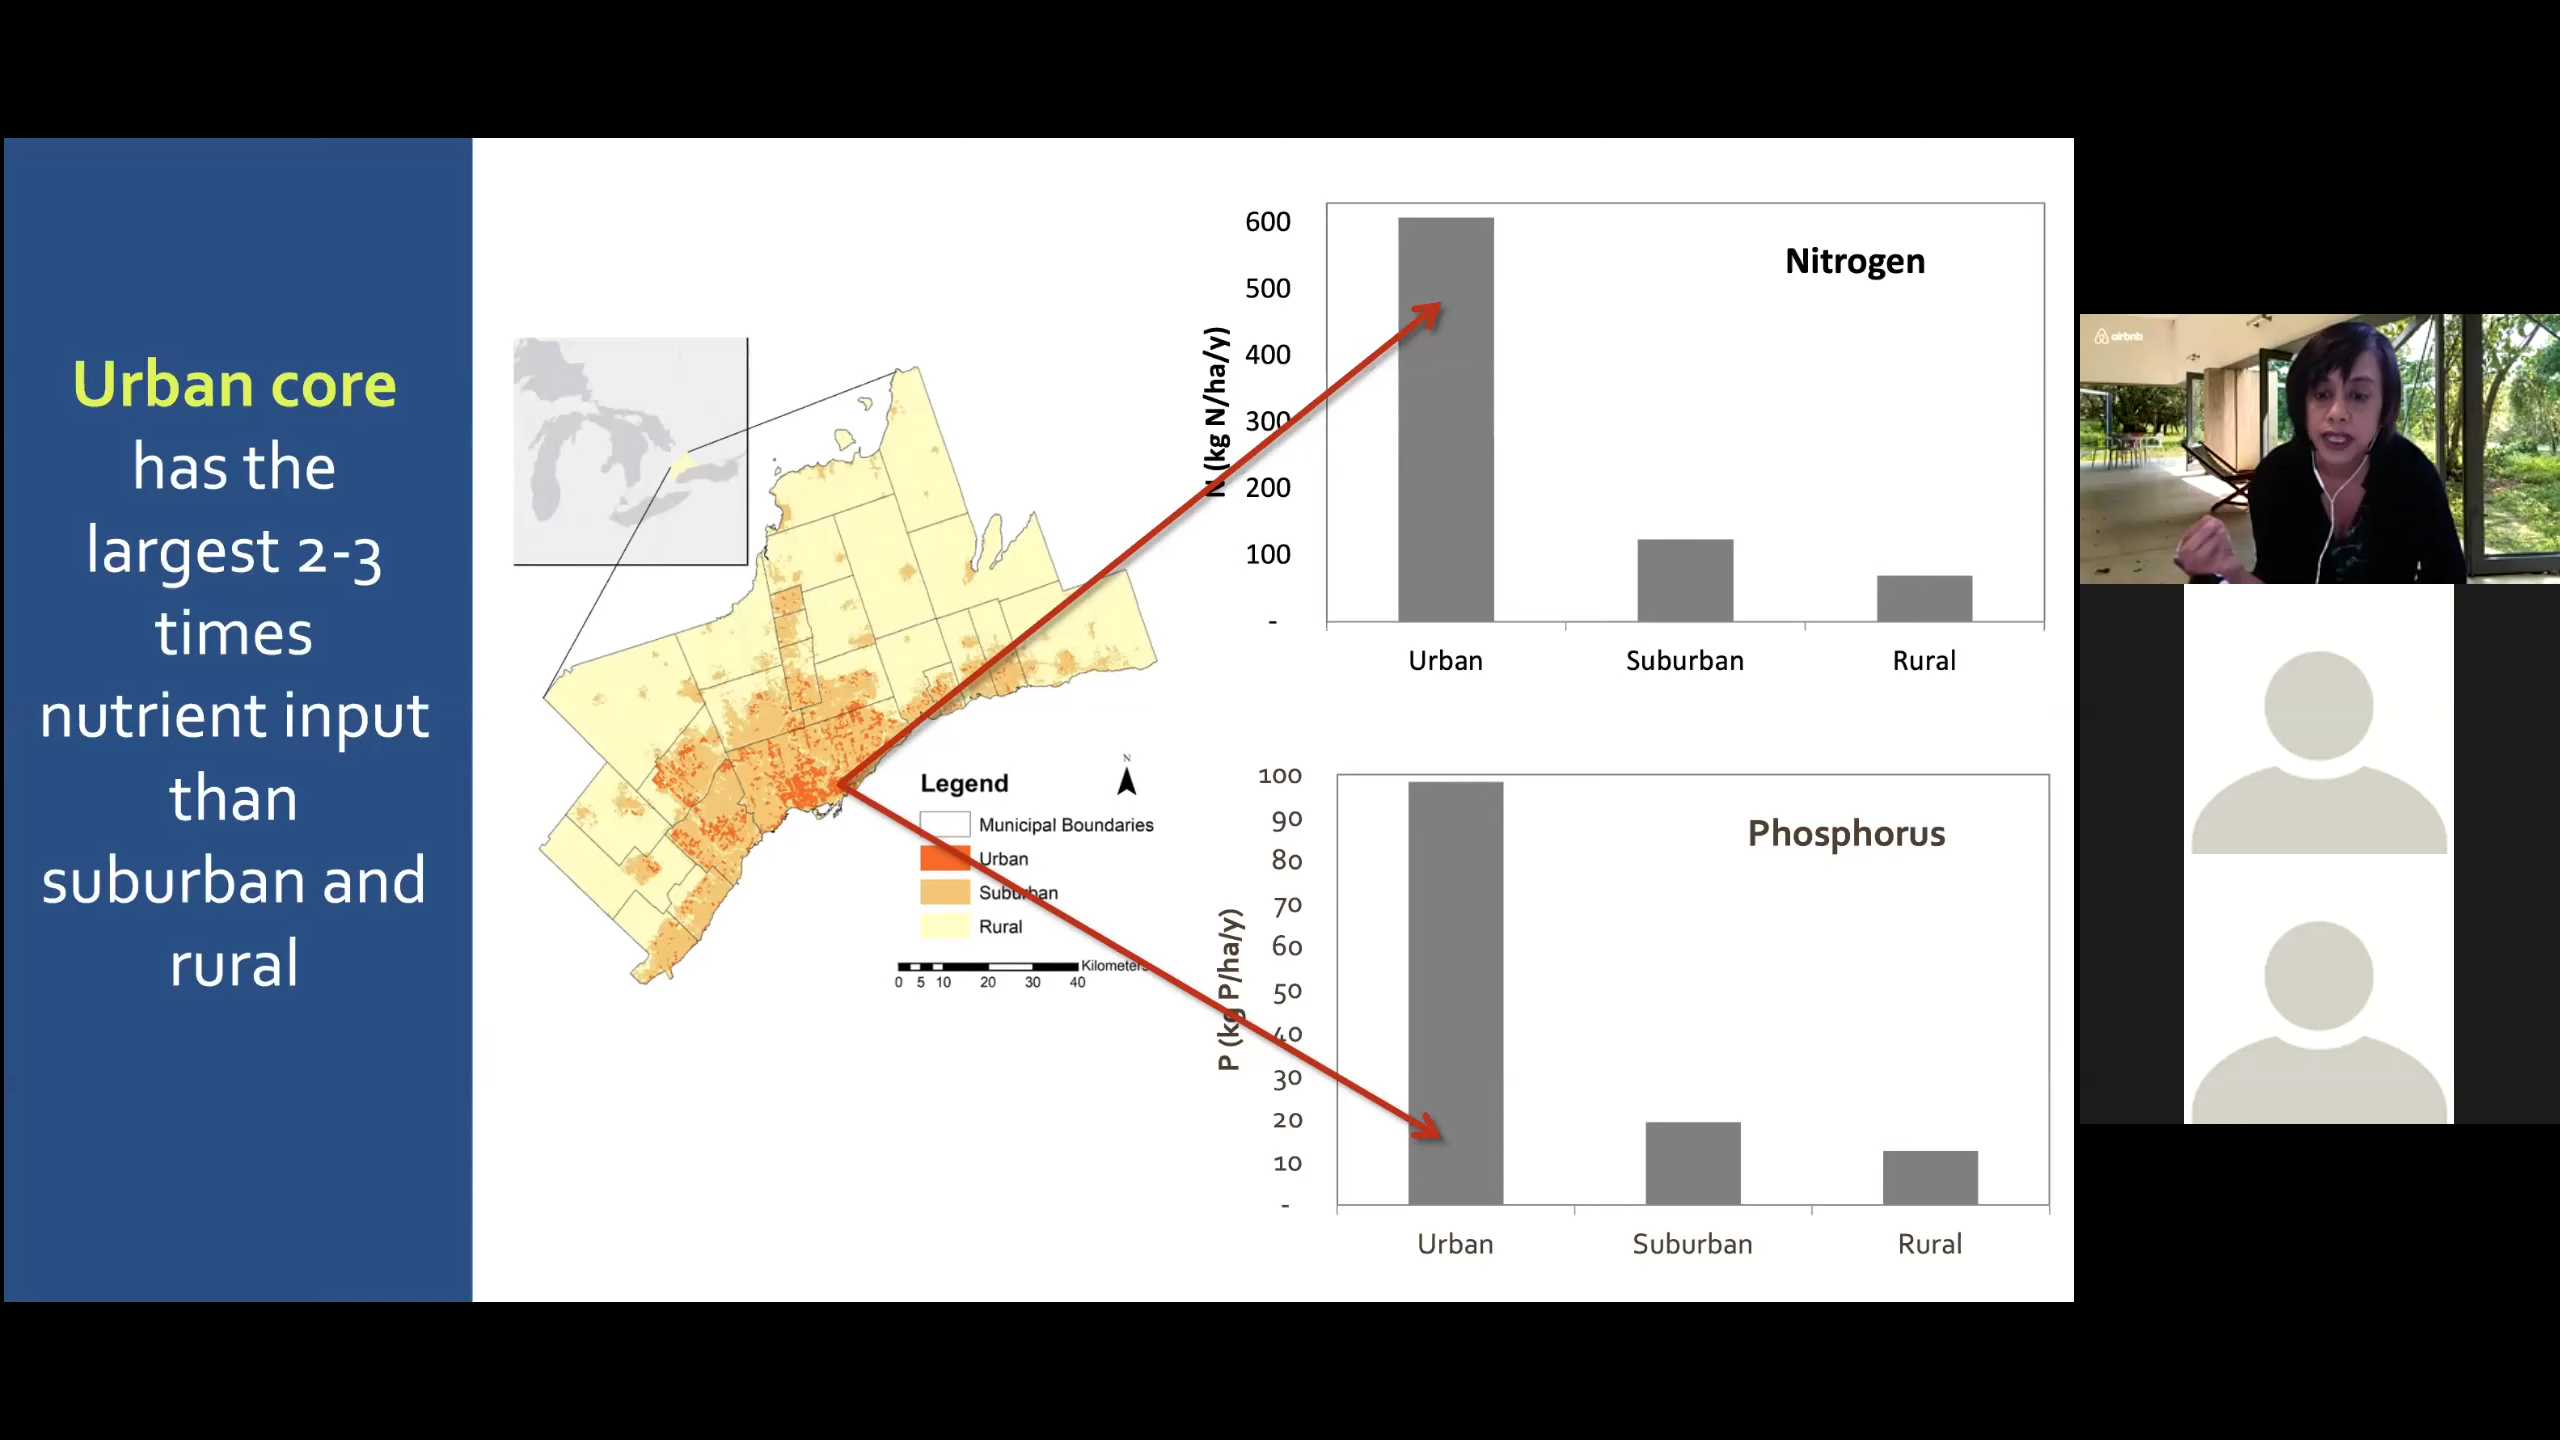 Urban core
has the
largest 2-3
times
nutrient input
than
suburban and
rural
Legend
N
Municipal Boundaries
Urban
Suburban
Rural
Kilometers
0 5 10 20 30 40
Nitrogen
N (kg N/ha/y)
600
500
400
300
200
100
-
Urban Suburban Rural
Phosphorus
P (kg P/ha/y)
100
90
80
70
60
50
40
30
20
10
-
Urban Suburban Rural
airbnb